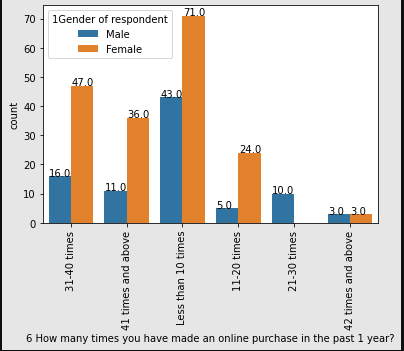 1Gender of respondent
Male
Female
count
70
60
50
40
30
20
10
0
16.0
47.0
11.0
36.0
43.0
71.0
5.0
24.0
10.0
3.0
3.0
31-40 times
41 times and above
Less than 10 times
11-20 times
21-30 times
42 times and above
6 How many times you have made an online purchase in the past 1 year?